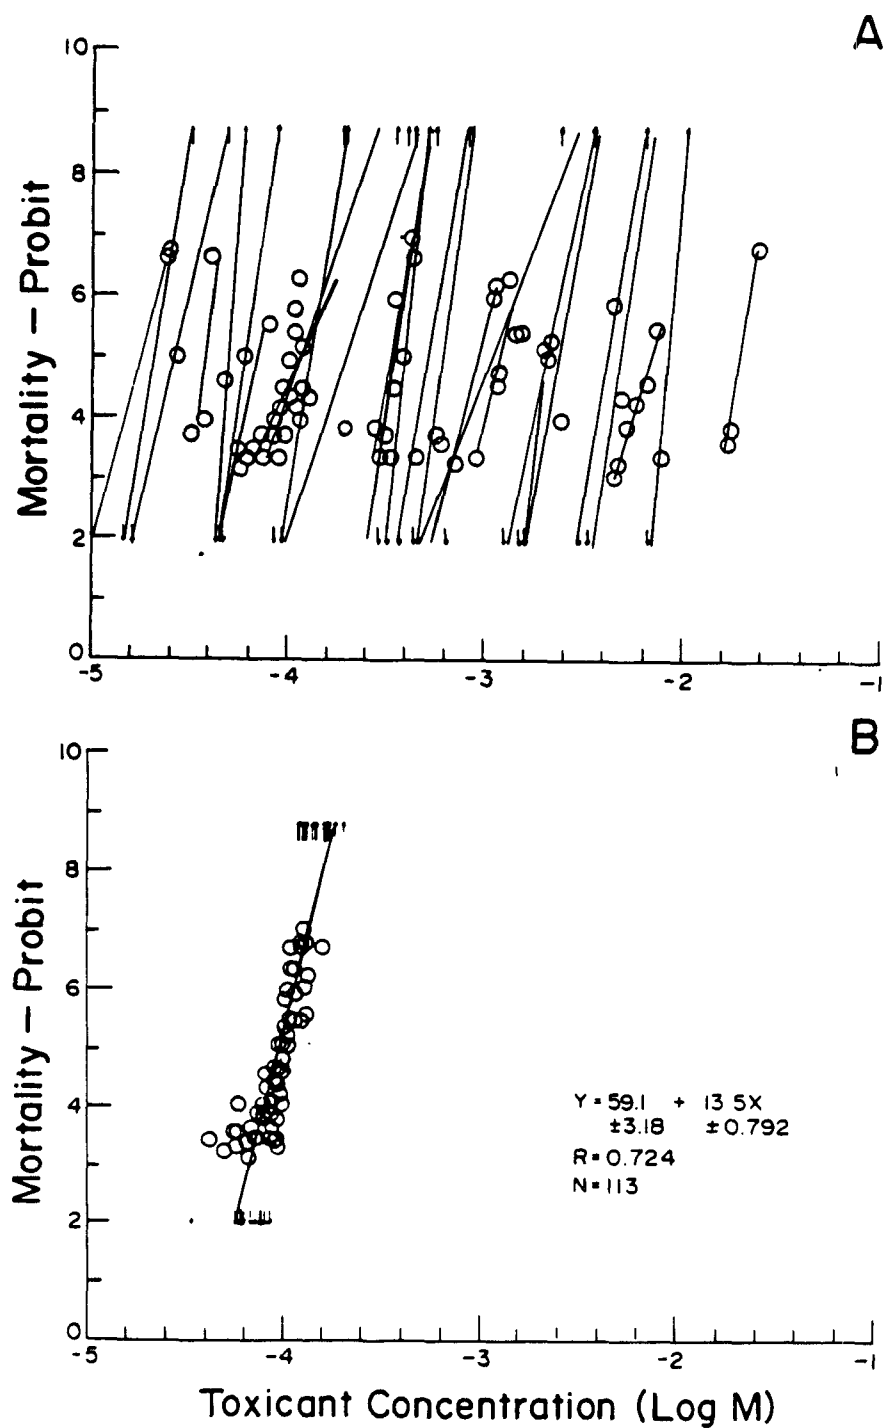 A
10
8
6
4
2
0
Mortality — Probit
-5 -4 -3 -2 -1
B
10
8
6
4
2
0
Mortality — Probit
Y = 59.1 + 13.5X
±3.18 ±0.792
R = 0.724
N = 113
-5 -4 -3 -2 -1
Toxicant Concentration (Log M)